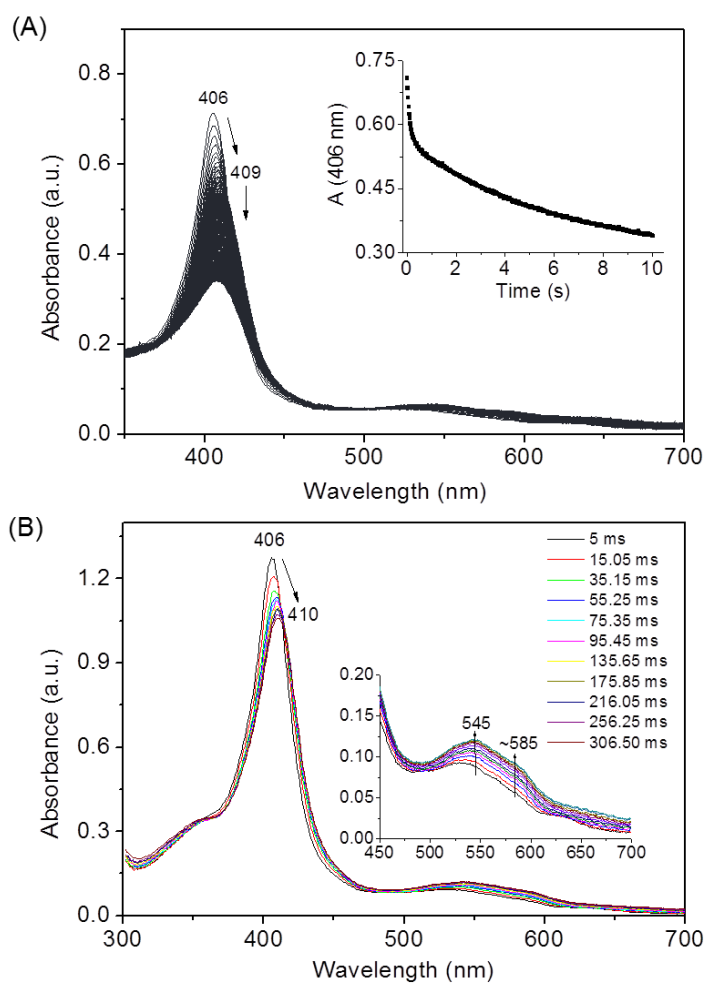 (A)
0.8
0.6
0.4
0.2
0.0
Absorbance (a.u.)
406
409
0.75
0.60
0.45
0.30
A (406 nm)
0 2 4 6 8 10
Time (s)
400 500 600 700
Wavelength (nm)
(B)
1.2
0.9
0.6
0.3
0.0
Absorbance (a.u.)
406
410
5 ms
15.05 ms
35.15 ms
55.25 ms
75.35 ms
95.45 ms
135.65 ms
175.85 ms
216.05 ms
256.25 ms
306.50 ms
0.20
0.15
0.10
0.05
0.00
545
~585
450 500 550 600 650 700
300 400 500 600 700
Wavelength (nm)